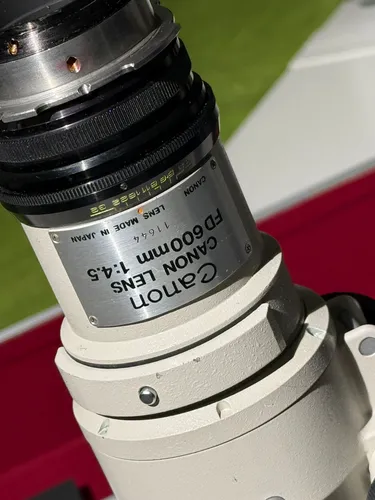 Canon
CANON LENS
FD 600mm 1:4.5
11644
LENS MADE IN JAPAN
CANON